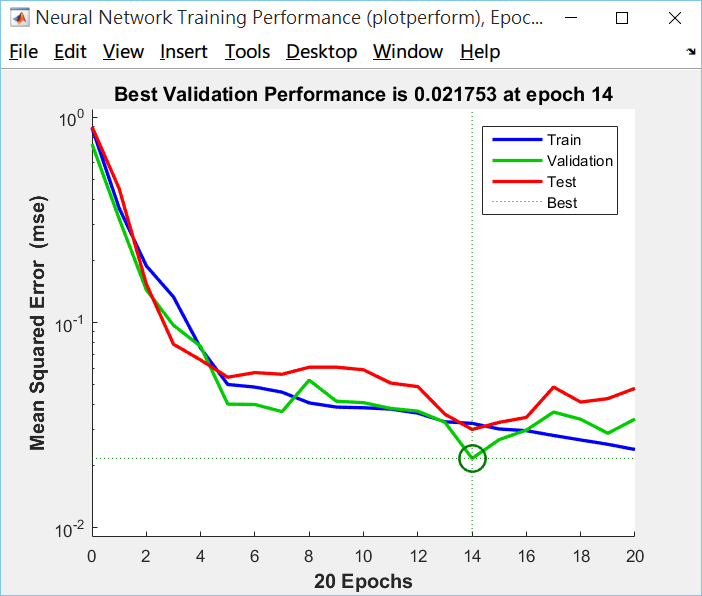 Neural Network Training Performance (plotperform), Epoc...
File Edit View Insert Tools Desktop Window Help
Best Validation Performance is 0.021753 at epoch 14
Mean Squared Error (mse)
10^0
10^-1
10^-2
Train
Validation
Test
Best
0 2 4 6 8 10 12 14 16 18 20
20 Epochs